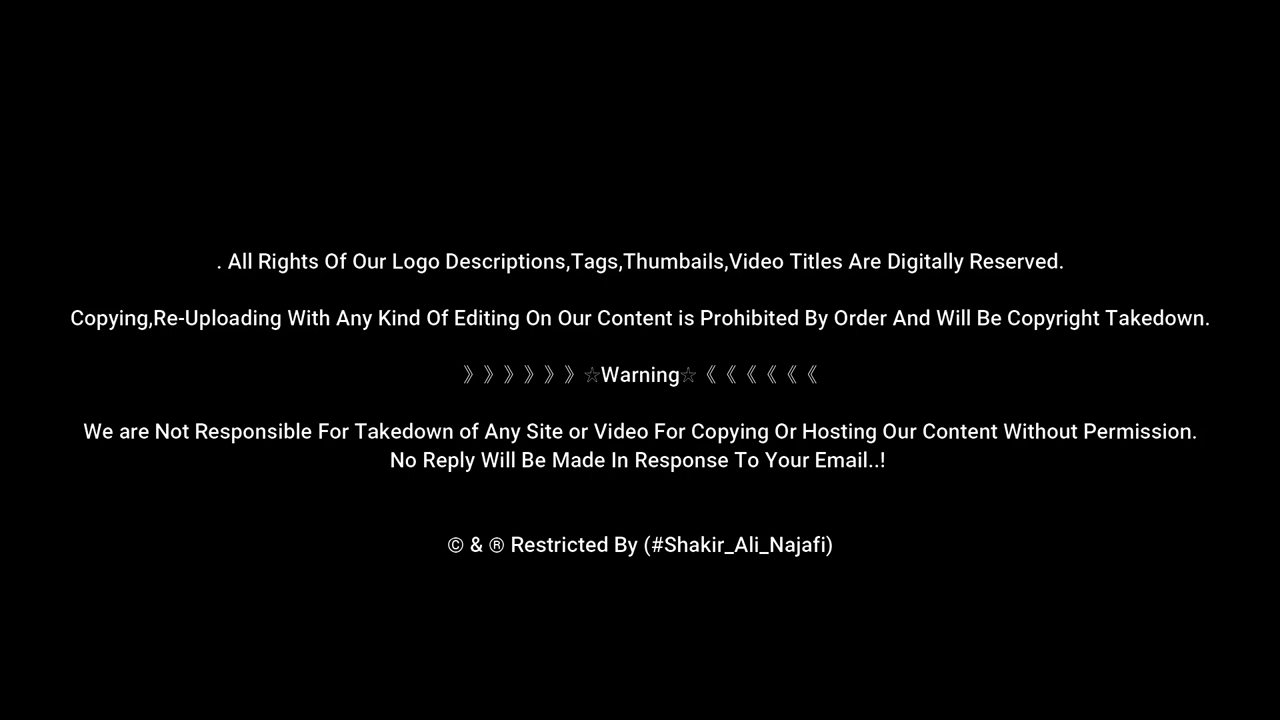 . All Rights Of Our Logo Descriptions,Tags,Thumbails,Video Titles Are Digitally Reserved.
Copying,Re-Uploading With Any Kind Of Editing On Our Content is Prohibited By Order And Will Be Copyright Takedown.
》》》》》》☆Warning☆《《《《《《
We are Not Responsible For Takedown of Any Site or Video For Copying Or Hosting Our Content Without Permission.
No Reply Will Be Made In Response To Your Email..!
© & ® Restricted By (#Shakir_Ali_Najafi)